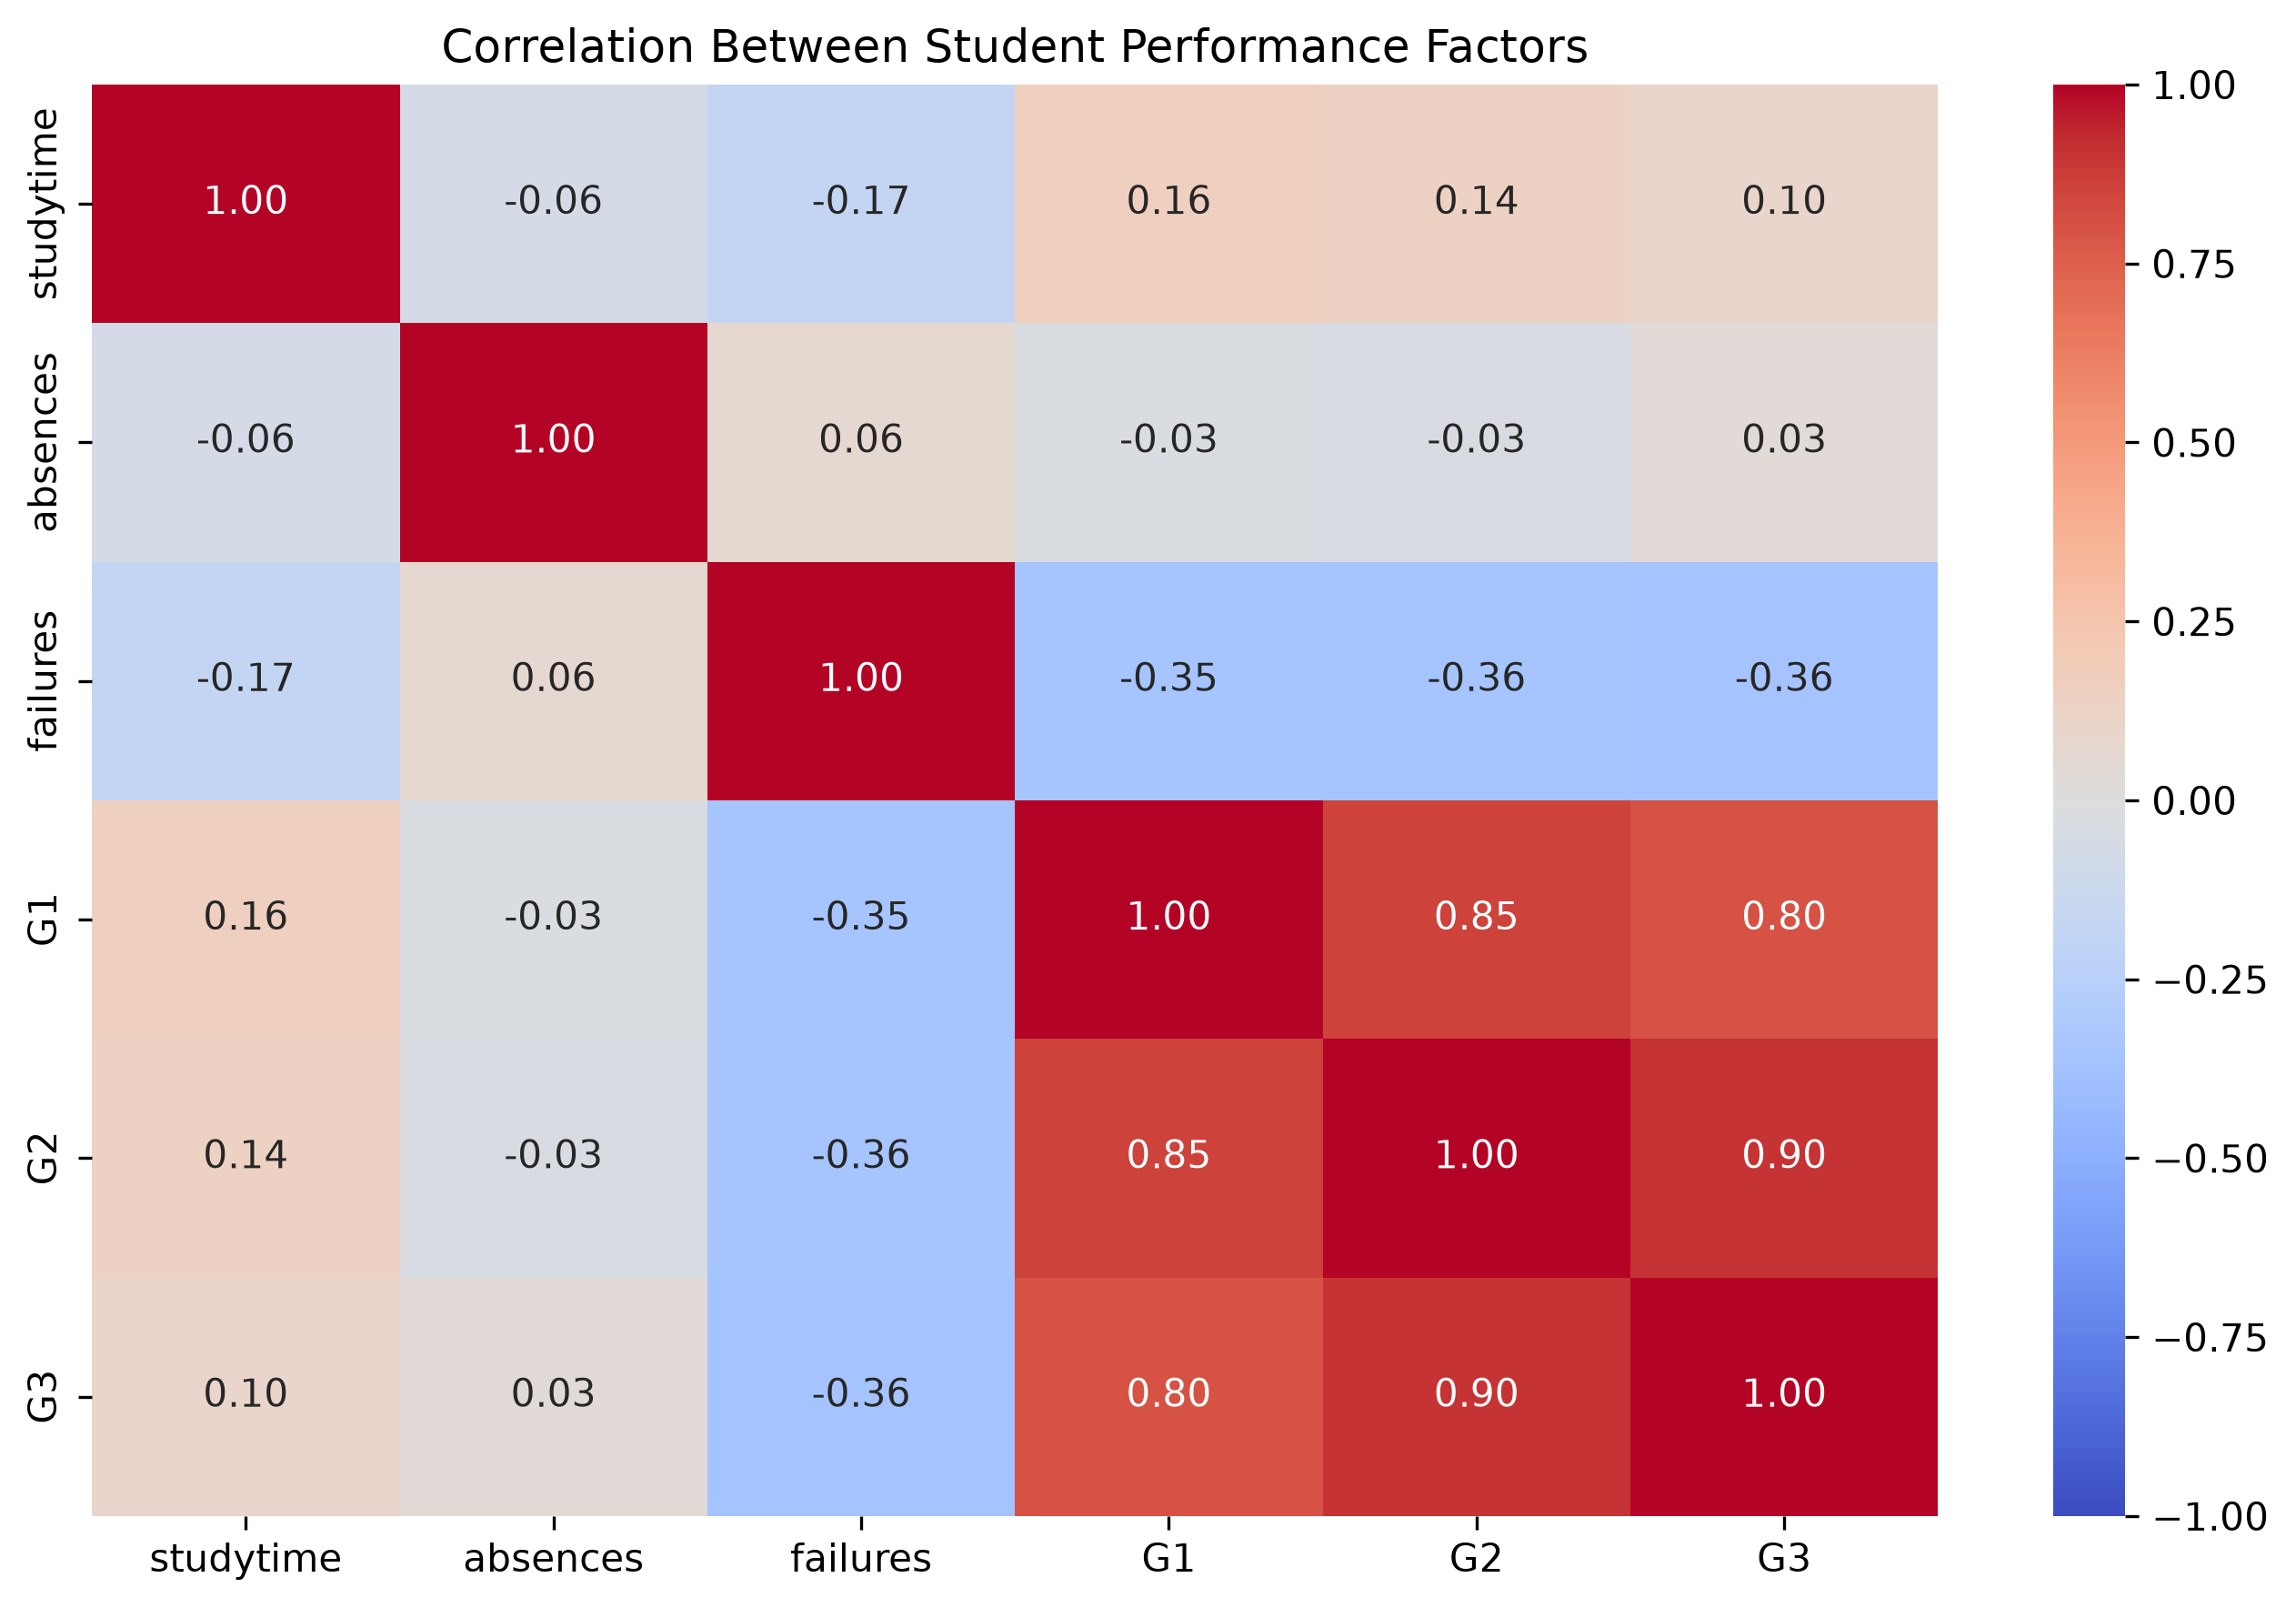 Correlation Between Student Performance Factors
studytime 1.00 -0.06 -0.17 0.16 0.14 0.10
absences -0.06 1.00 0.06 -0.03 -0.03 0.03
failures -0.17 0.06 1.00 -0.35 -0.36 -0.36
G1 0.16 -0.03 -0.35 1.00 0.85 0.80
G2 0.14 -0.03 -0.36 0.85 1.00 0.90
G3 0.10 0.03 -0.36 0.80 0.90 1.00
studytime absences failures G1 G2 G3
1.00
0.75
0.50
0.25
0.00
−0.25
−0.50
−0.75
−1.00